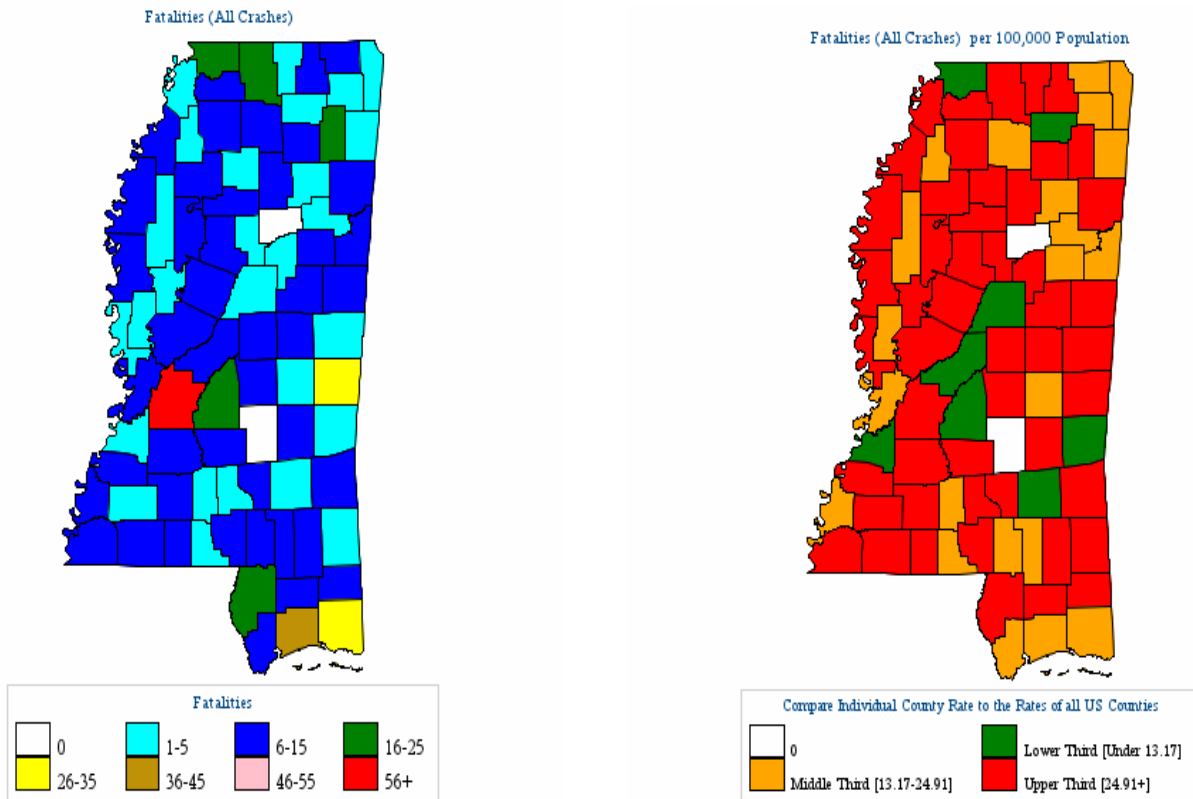 Fatalities (All Crashes)
Fatalities (All Crashes) per 100,000 Population
Fatalities
0
1-5
6-15
16-25
26-35
36-45
46-55
56+
Compare Individual County Rate to the Rates of all US Counties
0
Lower Third [Under 13.17]
Middle Third [13.17-24.91]
Upper Third [24.91+]